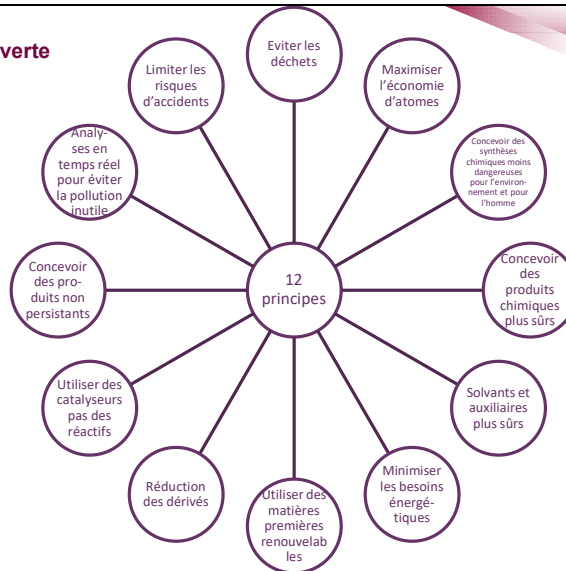 verte
Eviter les
déchets
Maximiser
l'économie
d'atomes
Concevoir des
synthèses
chimiques moins
dangereuses
pour l'environ-
nement et pour
l'homme
Concevoir
des
produits
chimiques
plus sûrs
Solvants et
auxiliaires
plus sûrs
Minimiser
les besoins
énergé-
tiques
Utiliser des
matières
premières
renouvelab
les
Réduction
des dérivés
Utiliser des
catalyseurs
pas des
réactifs
Concevoir
des pro-
duits non
persistants
Analy-
ses en
temps réel
pour éviter
la pollution
inutile
Limiter les
risques
d'accidents
12
principes